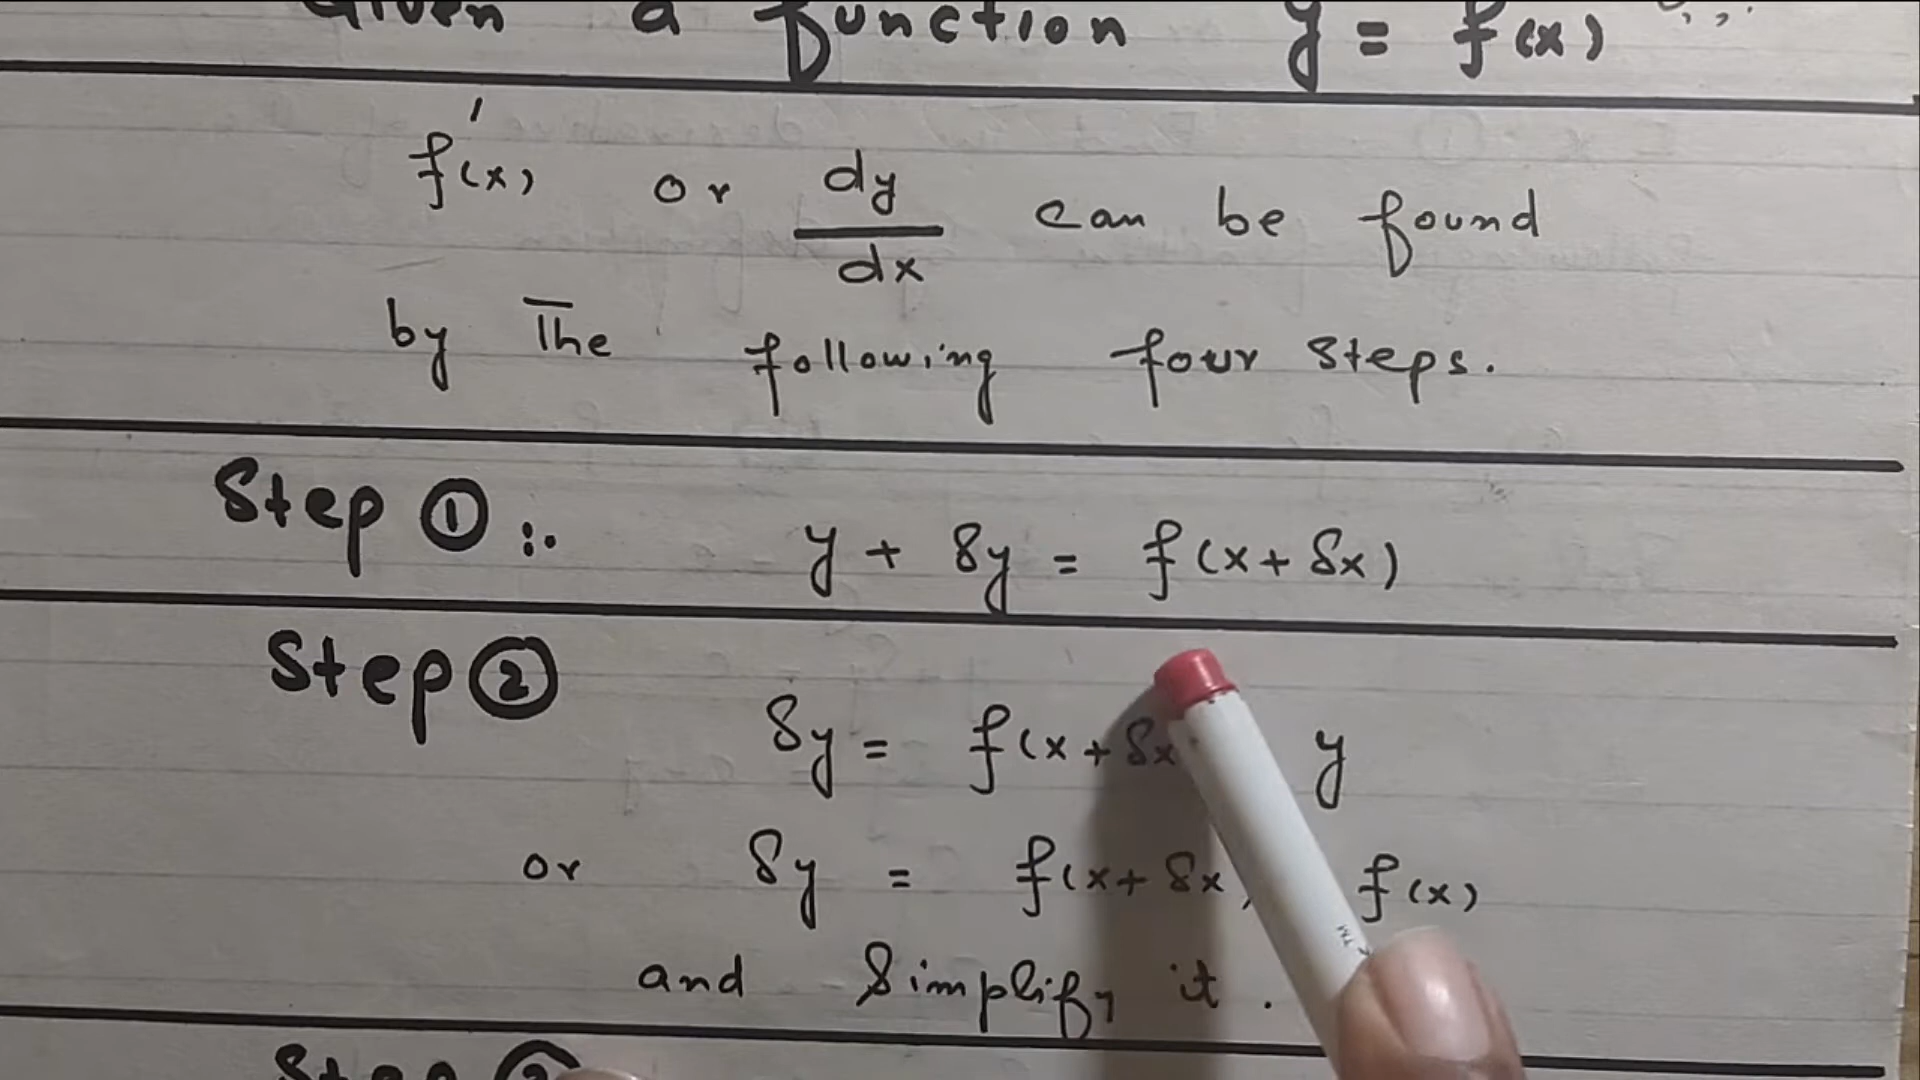 Given a function y = f(x)
f'(x) or dy/dx can be found
by The following four steps.
Step ① :. y + δy = f(x + δx)
Step ②
δy = f(x + δx y
or δy = f(x + δx) f(x)
and Simplify it.
Step